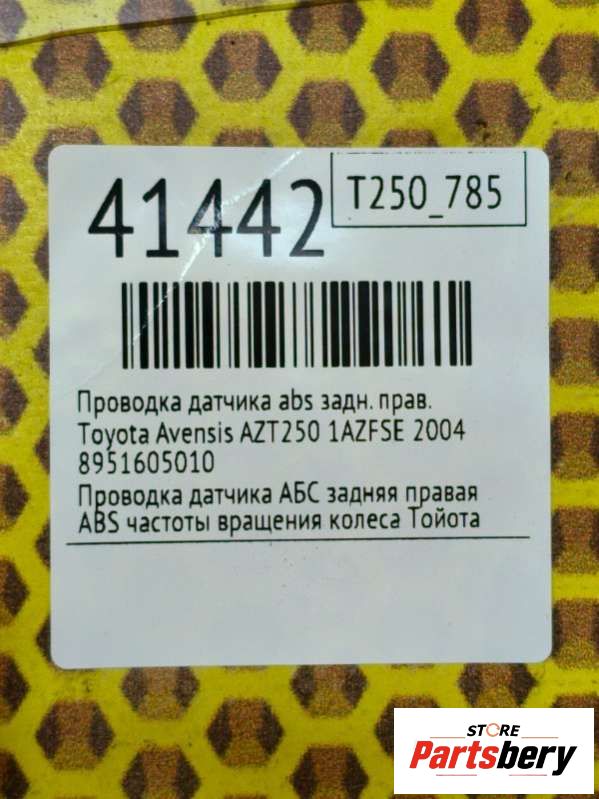 41442
T250_785
Проводка датчика abs задн. прав.
Toyota Avensis AZT250 1AZFSE 2004
8951605010
Проводка датчика АБС задняя правая
ABS частоты вращения колеса Тойота
STORE
Partsbery